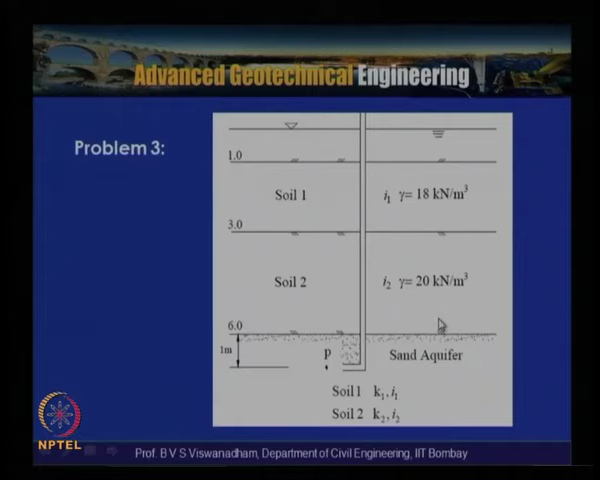 Advanced Geotechnical Engineering
Problem 3:
1.0
Soil 1
i₁ γ= 18 kN/m³
3.0
Soil 2
i₂ γ= 20 kN/m³
6.0
1m
P
Sand Aquifer
Soil1 k₁,i₁
Soil 2 k₂,i₂
NPTEL
Prof. B V S Viswanadham, Department of Civil Engineering, IIT Bombay